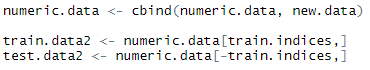 numeric.data <- cbind(numeric.data, new.data)
train.data2 <- numeric.data[train.indices,]
test.data2 <- numeric.data[-train.indices,]